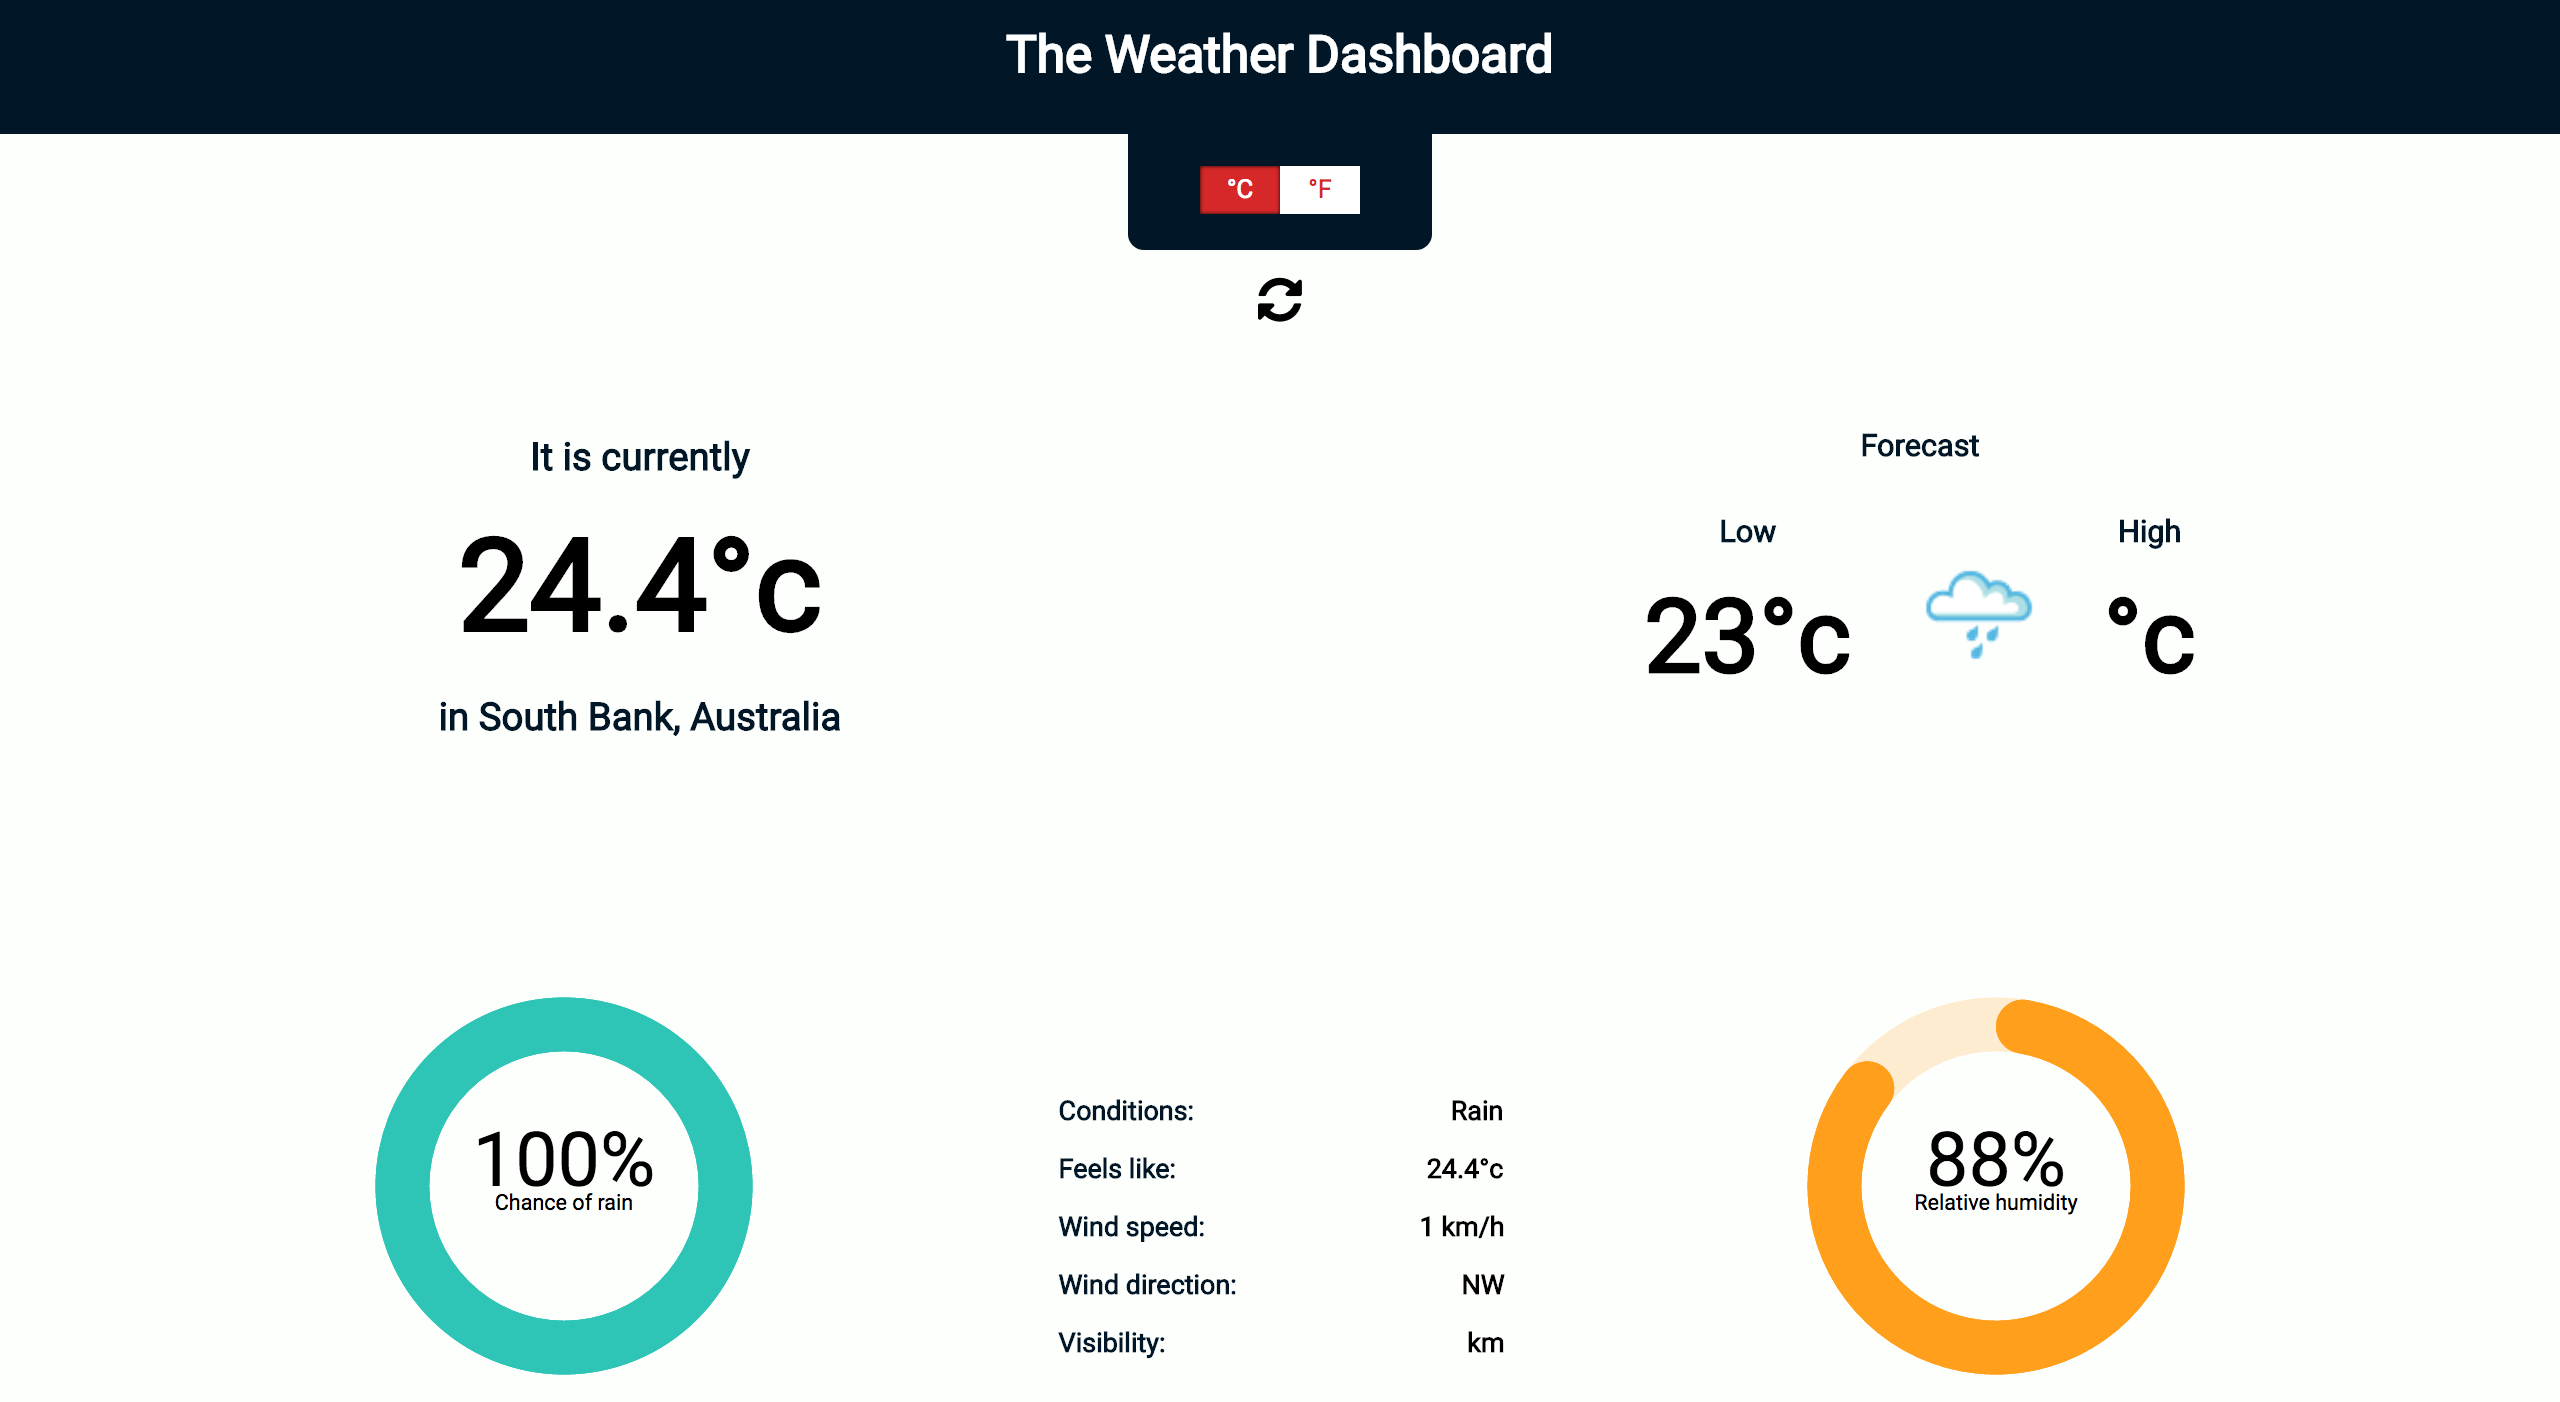 The Weather Dashboard
°C °F
It is currently
24.4°c
in South Bank, Australia
Forecast
Low High
23°c °c
100%
Chance of rain
Conditions: Rain
Feels like: 24.4°c
Wind speed: 1 km/h
Wind direction: NW
Visibility: km
88%
Relative humidity